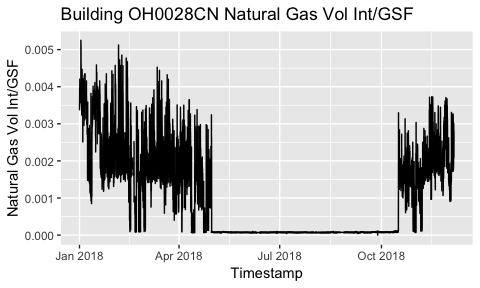 Building OH0028CN Natural Gas Vol Int/GSF
Natural Gas Vol Int/GSF
0.005
0.004
0.003
0.002
0.001
0.000
Jan 2018 Apr 2018 Jul 2018 Oct 2018
Timestamp